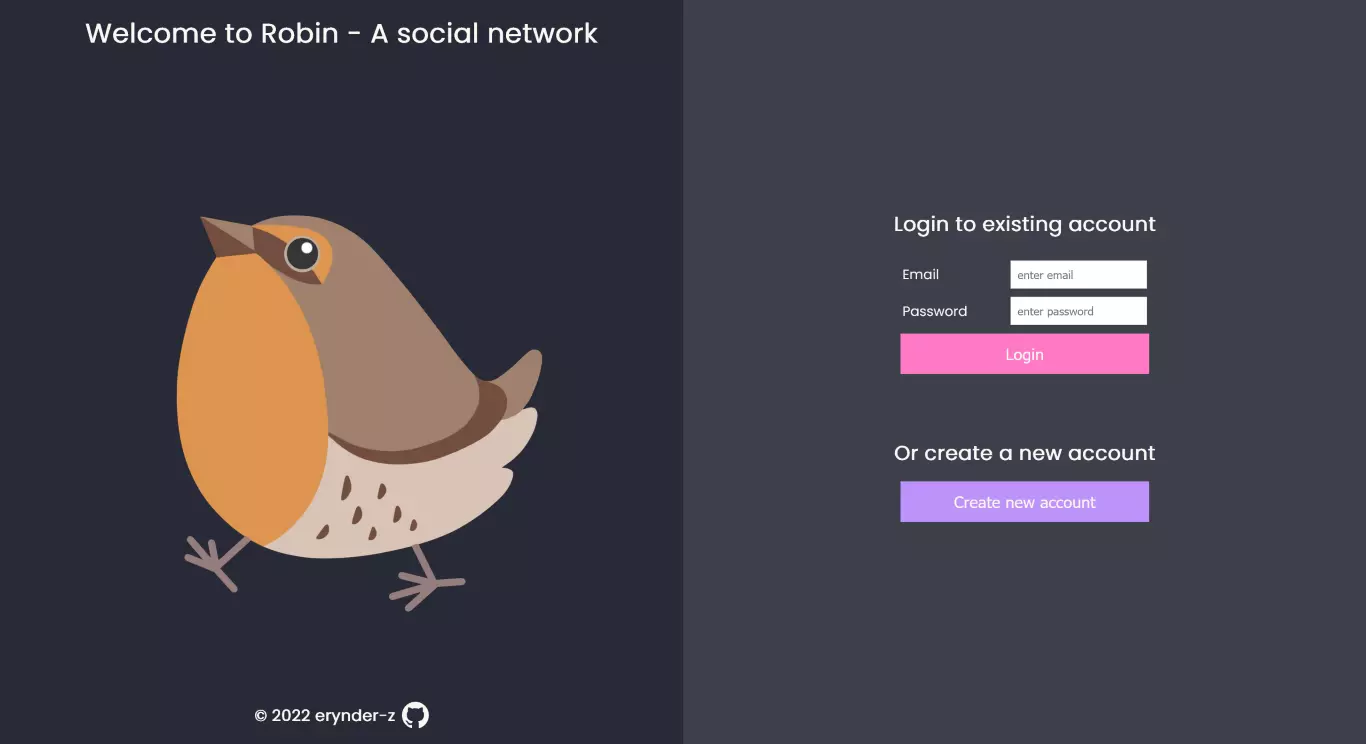 Welcome to Robin - A social network
© 2022 erynder-z
Login to existing account
Email enter email
Password enter password
Login
Or create a new account
Create new account